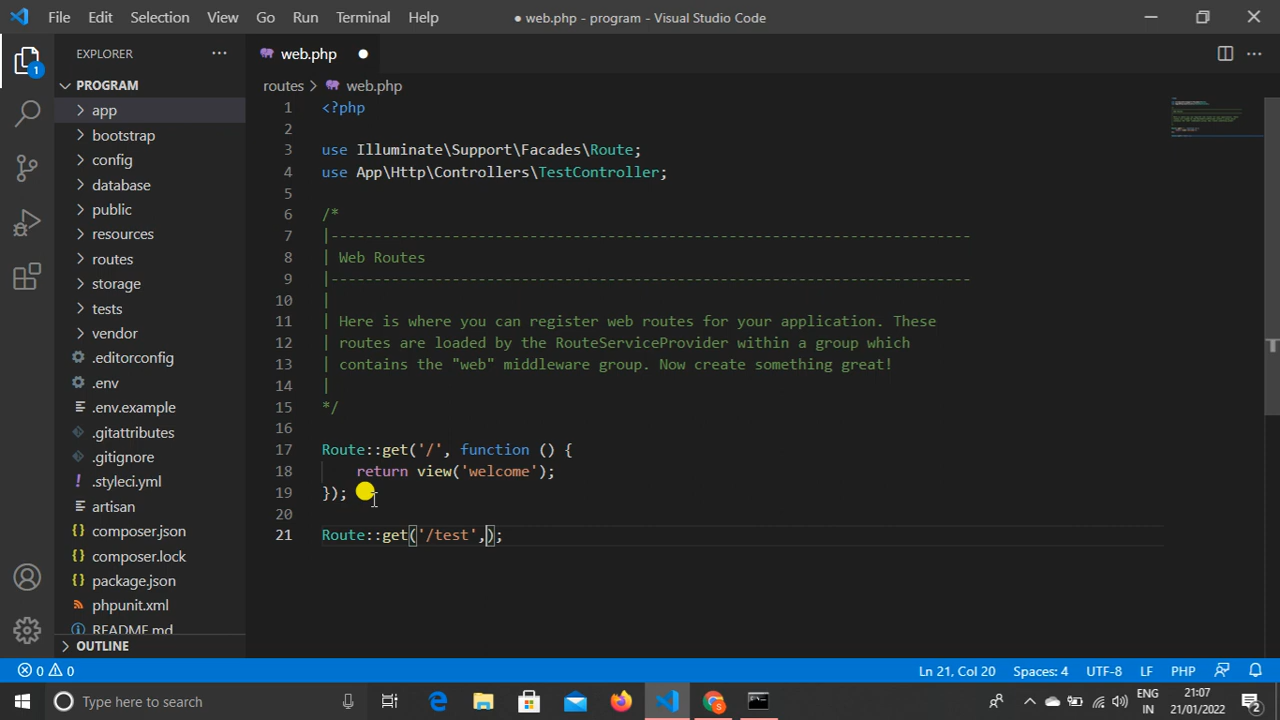 File Edit Selection View Go Run Terminal Help
● web.php - program - Visual Studio Code
EXPLORER
web.php ●
PROGRAM
app
bootstrap
config
database
public
resources
routes
storage
tests
vendor
.editorconfig
.env
.env.example
.gitattributes
.gitignore
.styleci.yml
artisan
composer.json
composer.lock
package.json
phpunit.xml
README.md
OUTLINE
1
routes > web.php
1 <?php
2
3 use Illuminate\Support\Facades\Route;
4 use App\Http\Controllers\TestController;
5
6 /*
7 |--------------------------------------------------------------------------
8 | Web Routes
9 |--------------------------------------------------------------------------
10 |
11 | Here is where you can register web routes for your application. These
12 | routes are loaded by the RouteServiceProvider within a group which
13 | contains the "web" middleware group. Now create something great!
14 |
15 */
16
17 Route::get('/', function () {
18 return view('welcome');
19 });
20
21 Route::get('/test',);
0 0
Ln 21, Col 20 Spaces: 4 UTF-8 LF PHP
Type here to search
ENG
IN
21:07
21/01/2022
2